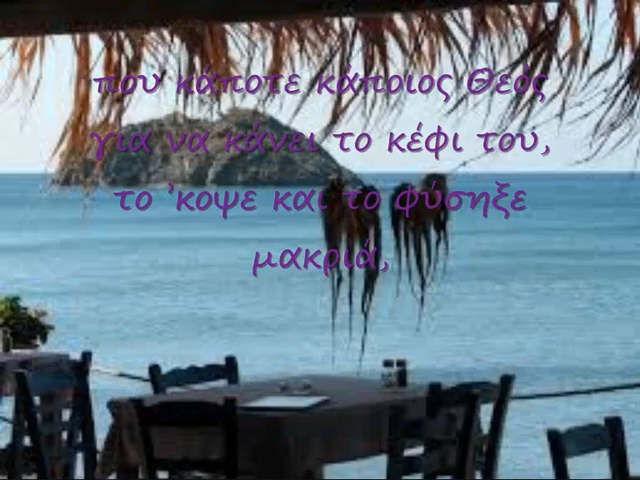 που κάποτε κάποιος Θεός
για να κάνει το κέφι του,
το 'κοψε και το φύσηξε
μακριά,